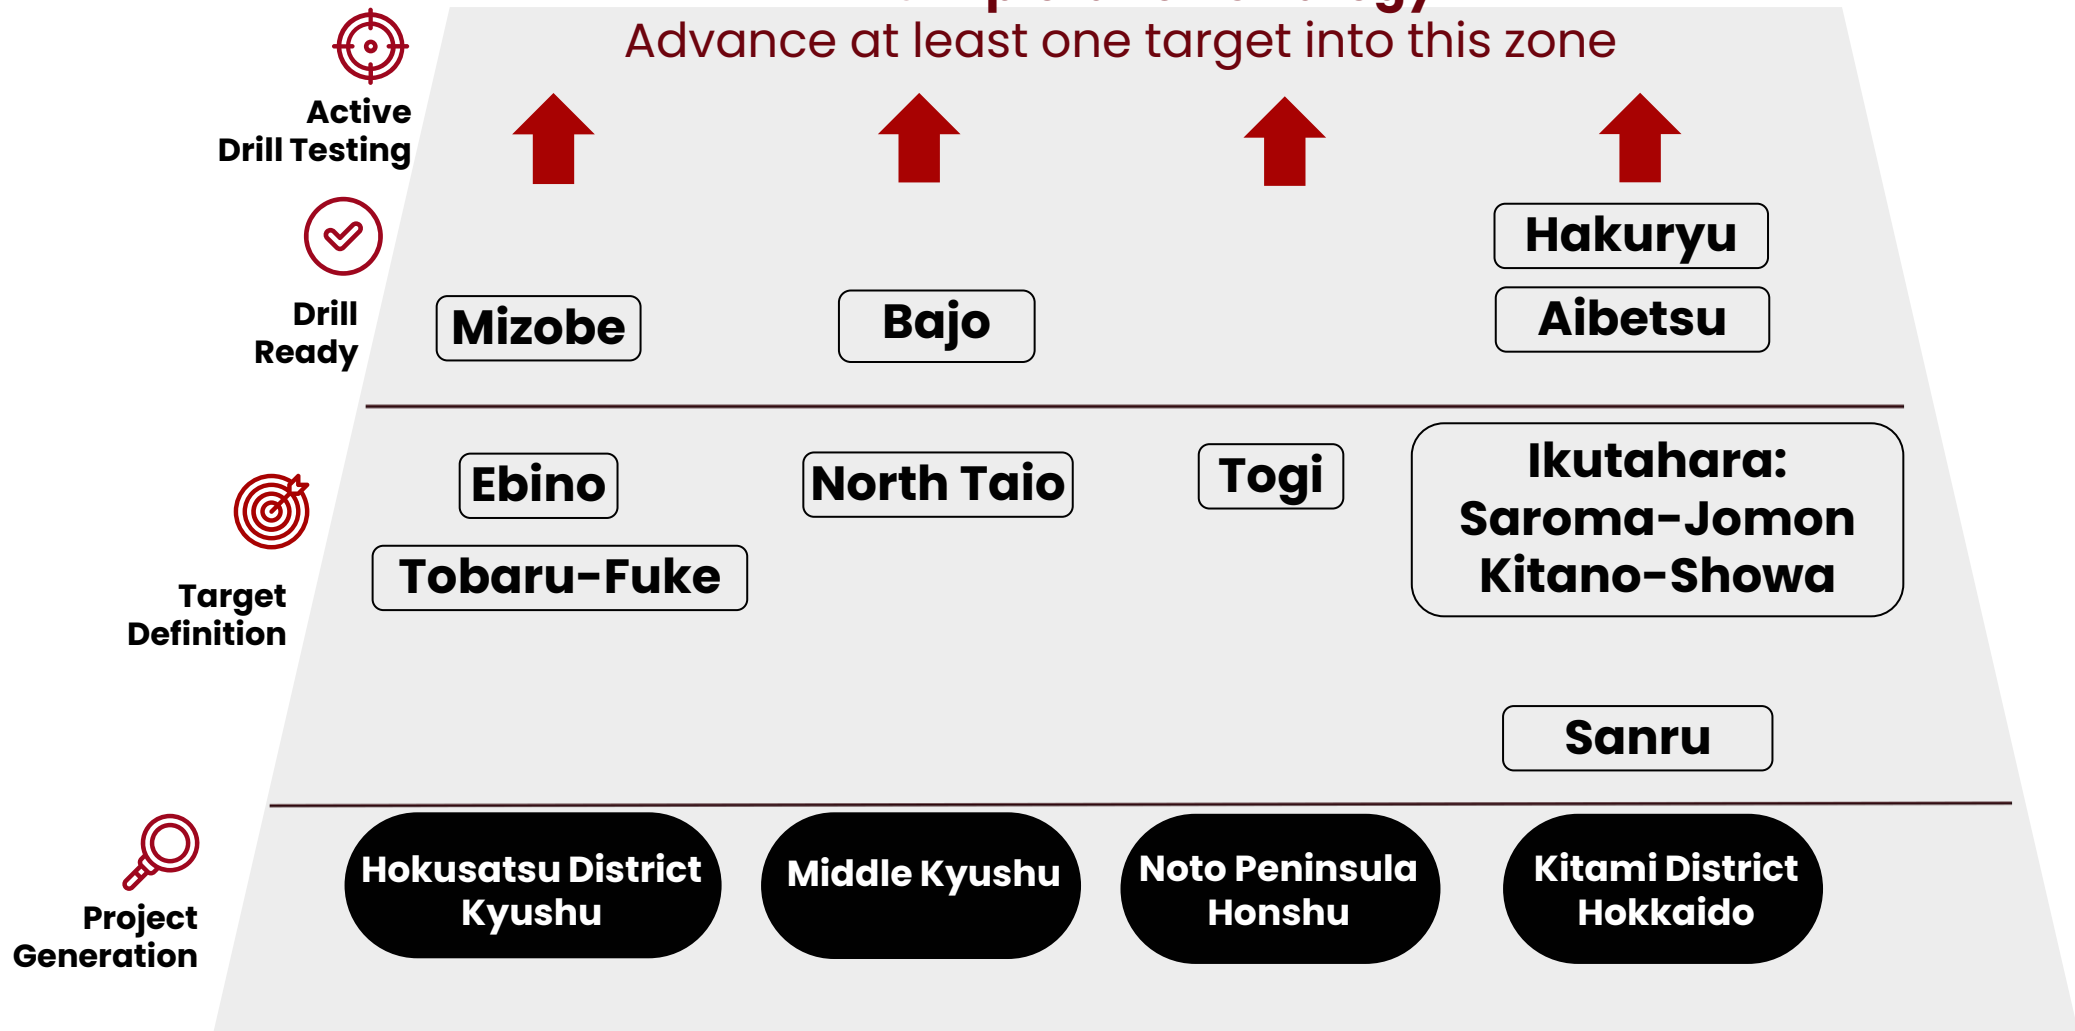 Advance at least one target into this zone
Active
Drill Testing
Hakuryu
Drill
Ready
Mizobe
Bajo
Aibetsu
Ebino
North Taio
Togi
Ikutahara:
Saroma-Jomon
Kitano-Showa
Tobaru-Fuke
Target
Definition
Sanru
Project
Generation
Hokusatsu District
Kyushu
Middle Kyushu
Noto Peninsula
Honshu
Kitami District
Hokkaido